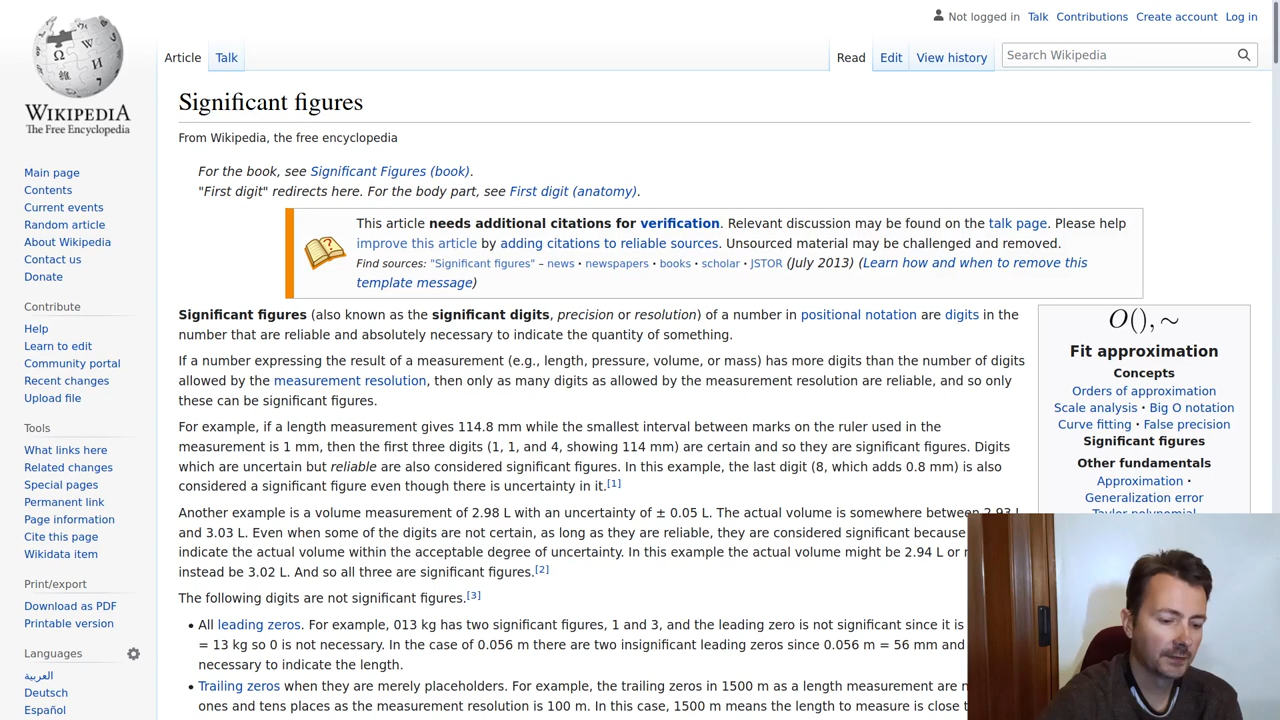 Not logged in Talk Contributions Create account Log in
Article Talk Read Edit View history Search Wikipedia
WIKIPEDIA
The Free Encyclopedia
Main page
Contents
Current events
Random article
About Wikipedia
Contact us
Donate
Contribute
Help
Learn to edit
Community portal
Recent changes
Upload file
Tools
What links here
Related changes
Special pages
Permanent link
Page information
Cite this page
Wikidata item
Print/export
Download as PDF
Printable version
Languages
العربية
Deutsch
Español
Significant figures
From Wikipedia, the free encyclopedia
For the book, see Significant Figures (book).
"First digit" redirects here. For the body part, see First digit (anatomy).
This article needs additional citations for verification. Relevant discussion may be found on the talk page. Please help
improve this article by adding citations to reliable sources. Unsourced material may be challenged and removed.
Find sources: "Significant figures" – news · newspapers · books · scholar · JSTOR (July 2013) (Learn how and when to remove this
template message)
Significant figures (also known as the significant digits, precision or resolution) of a number in positional notation are digits in the
number that are reliable and absolutely necessary to indicate the quantity of something.
If a number expressing the result of a measurement (e.g., length, pressure, volume, or mass) has more digits than the number of digits
allowed by the measurement resolution, then only as many digits as allowed by the measurement resolution are reliable, and so only
these can be significant figures.
For example, if a length measurement gives 114.8 mm while the smallest interval between marks on the ruler used in the
measurement is 1 mm, then the first three digits (1, 1, and 4, showing 114 mm) are certain and so they are significant figures. Digits
which are uncertain but reliable are also considered significant figures. In this example, the last digit (8, which adds 0.8 mm) is also
considered a significant figure even though there is uncertainty in it.[1]
Another example is a volume measurement of 2.98 L with an uncertainty of ± 0.05 L. The actual volume is somewhere between 2.93 L
and 3.03 L. Even when some of the digits are not certain, as long as they are reliable, they are considered significant because
indicate the actual volume within the acceptable degree of uncertainty. In this example the actual volume might be 2.94 L or
instead be 3.02 L. And so all three are significant figures.[2]
The following digits are not significant figures.[3]
• All leading zeros. For example, 013 kg has two significant figures, 1 and 3, and the leading zero is not significant since it is
= 13 kg so 0 is not necessary. In the case of 0.056 m there are two insignificant leading zeros since 0.056 m = 56 mm and
necessary to indicate the length.
• Trailing zeros when they are merely placeholders. For example, the trailing zeros in 1500 m as a length measurement are
ones and tens places as the measurement resolution is 100 m. In this case, 1500 m means the length to measure is close
O(), ~
Fit approximation
Concepts
Orders of approximation
Scale analysis · Big O notation
Curve fitting · False precision
Significant figures
Other fundamentals
Approximation ·
Generalization error
Taylor polynomial